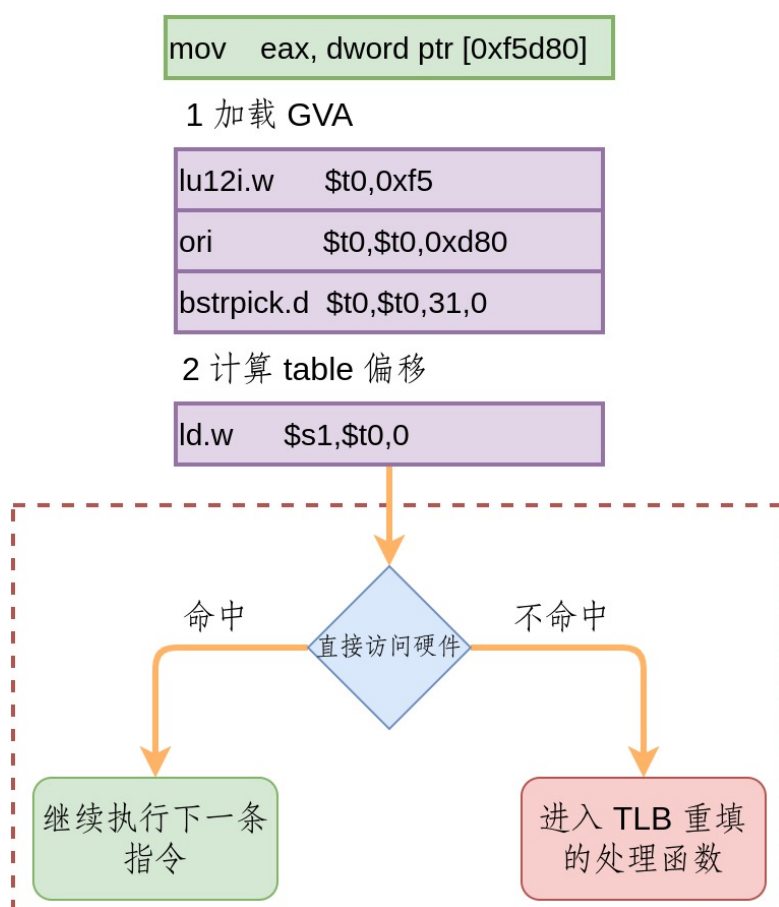 mov eax, dword ptr [0xf5d80]
1 加载 GVA
lu12i.w $t0,0xf5
ori $t0,$t0,0xd80
bstrpick.d $t0,$t0,31,0
2 计算 table 偏移
ld.w $s1,$t0,0
命中
不命中
直接访问硬件
继续执行下一条
指令
进入 TLB 重填
的处理函数